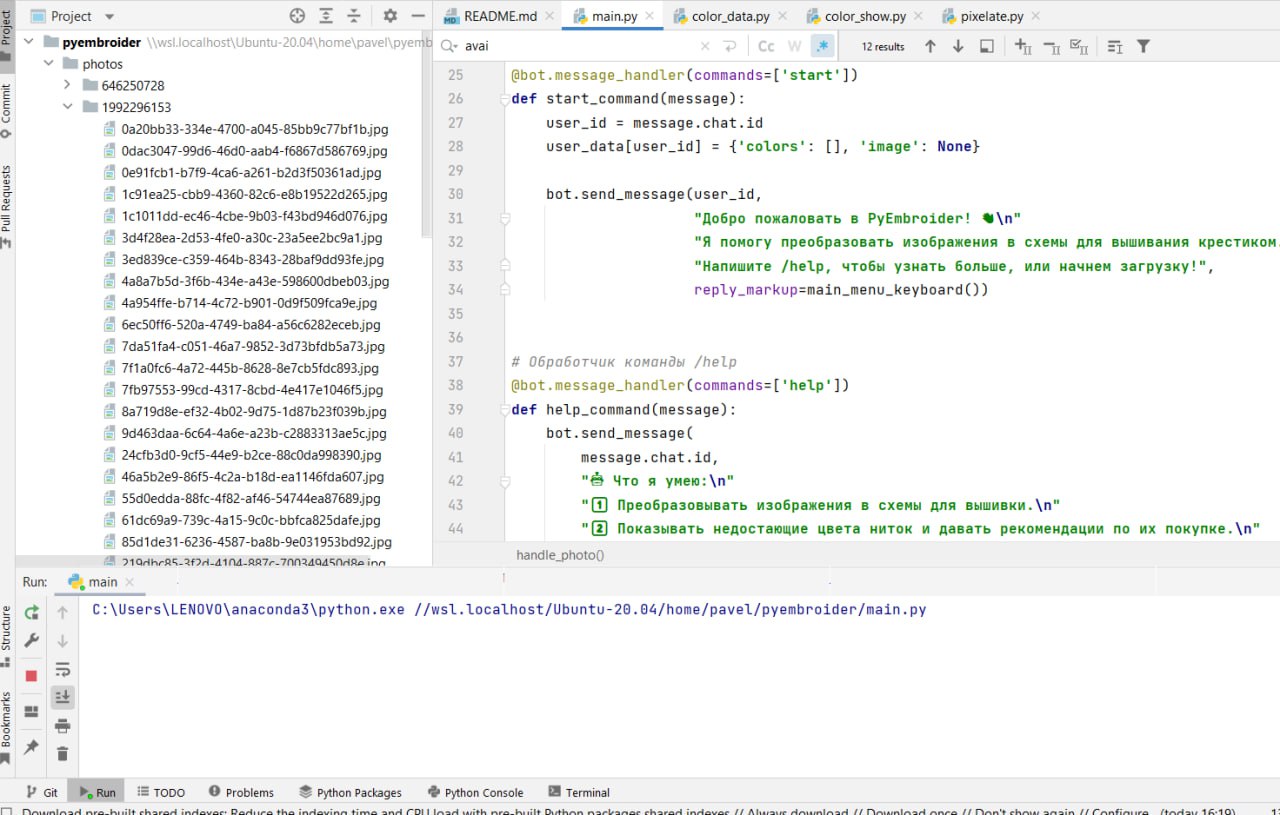 Project
README.md
main.py
color_data.py
color_show.py
pixelate.py
Project
Commit
Pull Requests
Structure
Bookmarks
pyembroider \\wsl.localhost\Ubuntu-20.04\home\pavel\pyemb
photos
646250728
1992296153
0a20bb33-334e-4700-a045-85bb9c77bf1b.jpg
0dac3047-99d6-46d0-aab4-f6867d586769.jpg
0e91fcb1-b7f9-4ca6-a261-b2d3f50361ad.jpg
1c91ea25-cbb9-4360-82c6-e8b19522d265.jpg
1c1011dd-ec46-4cbe-9b03-f43bd946d076.jpg
3d4f28ea-2d53-4fe0-a30c-23a5ee2bc9a1.jpg
3ed839ce-c359-464b-8343-28baf9dd93fe.jpg
4a8a7b5d-3f6b-434e-a43e-598600dbeb03.jpg
4a954ffe-b714-4c72-b901-0d9f509fca9e.jpg
6ec50ff6-520a-4749-ba84-a56c6282eceb.jpg
7da51fa4-c051-46a7-9852-3d73bfdb5a73.jpg
7f1a0fc6-4a72-445b-8628-8e7cb5fdc893.jpg
7fb97553-99cd-4317-8cbd-4e417e1046f5.jpg
8a719d8e-ef32-4b02-9d75-1d87b23f039b.jpg
9d463daa-6c64-4a6e-a23b-c2883313ae5c.jpg
24cfb3d0-9cf5-44e9-b2ce-88c0da998390.jpg
46a5b2e9-86f5-4c2a-b18d-ea1146fda607.jpg
55d0edda-88fc-4f82-af46-54744ea87689.jpg
61dc69a9-739c-4a15-9c0c-bbfca825dafe.jpg
85d1de31-6236-4587-ba8b-9e031953bd92.jpg
219dbc85-3f2d-4104-887c-700349450d8e.jpg
avai
Cc W .* 12 results
25 @bot.message_handler(commands=['start'])
26 def start_command(message):
27 user_id = message.chat.id
28 user_data[user_id] = {'colors': [], 'image': None}
29
30 bot.send_message(user_id,
31 "Добро пожаловать в PyEmbroider! 👋\n"
32 "Я помогу преобразовать изображения в схемы для вышивания крестиком.
33 "Напишите /help, чтобы узнать больше, или начнем загрузку!",
34 reply_markup=main_menu_keyboard())
35
36
37 # Обработчик команды /help
38 @bot.message_handler(commands=['help'])
39 def help_command(message):
40 bot.send_message(
41 message.chat.id,
42 "🤖 Что я умею:\n"
43 "1️⃣ Преобразовывать изображения в схемы для вышивки.\n"
44 "2️⃣ Показывать недостающие цвета ниток и давать рекомендации по их покупке.\n"
handle_photo()
Run: main
C:\Users\LENOVO\anaconda3\python.exe //wsl.localhost/Ubuntu-20.04/home/pavel/pyembroider/main.py
Git Run TODO Problems Python Packages Python Console Terminal
Download pre-built shared indexes: Reduce the indexing time and CPU load with pre-built Python packages shared indexes // Always download // Download once // Don't show again // Configure... (today 16:19)